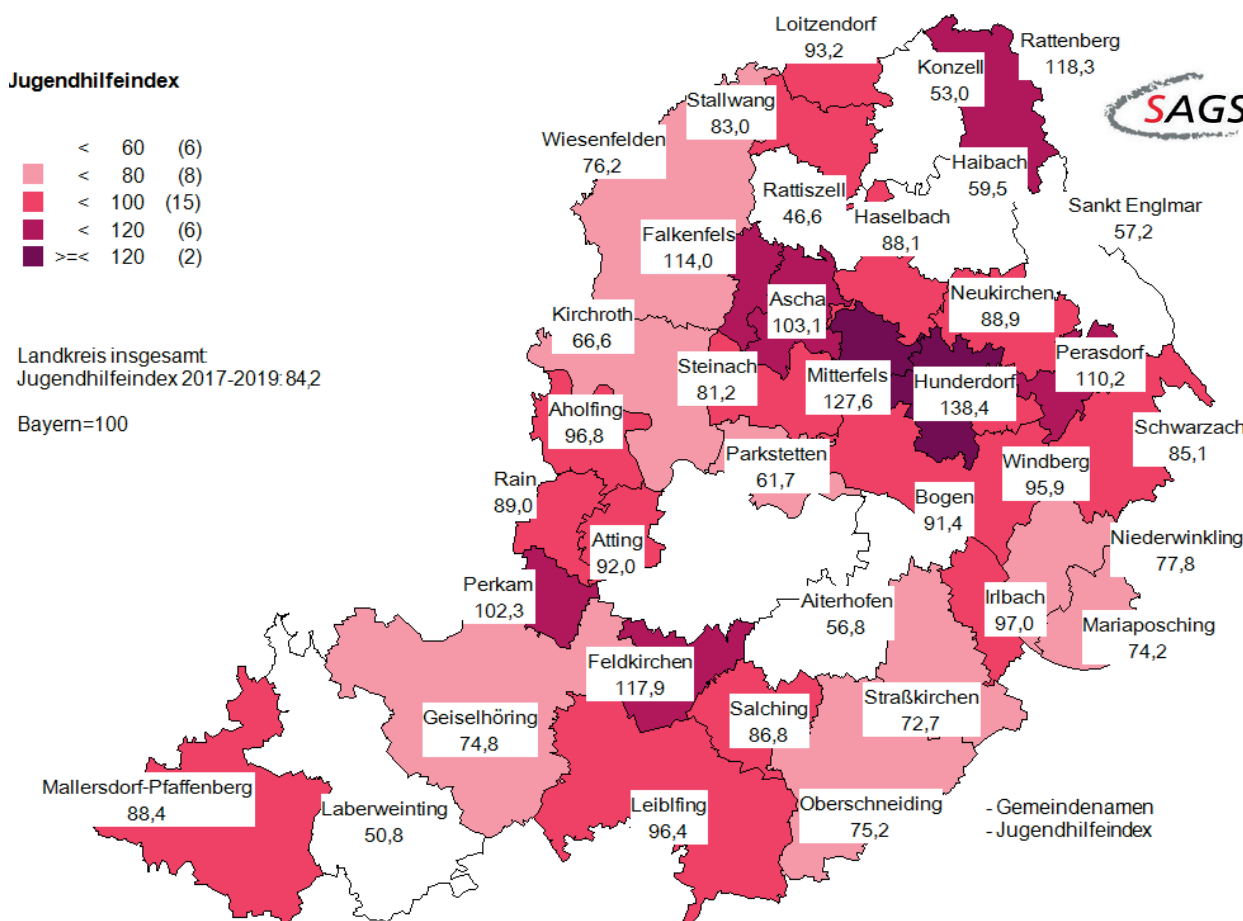 Jugendhilfeindex
< 60 (6)
< 80 (8)
< 100 (15)
< 120 (6)
>=< 120 (2)
Landkreis insgesamt:
Jugendhilfeindex 2017-2019: 84,2
Bayern=100
SAGS
Loitzendorf
93,2
Konzell
53,0
Rattenberg
118,3
Stallwang
83,0
Wiesenfelden
76,2
Rattiszell
46,6
Haibach
59,5
Haselbach
88,1
Sankt Englmar
57,2
Falkenfels
114,0
Ascha
103,1
Neukirchen
88,9
Kirchroth
66,6
Steinach
81,2
Mitterfels
127,6
Hunderdorf
138,4
Perasdorf
110,2
Aholfing
96,8
Schwarzach
85,1
Parkstetten
61,7
Windberg
95,9
Rain
89,0
Bogen
91,4
Atting
92,0
Niederwinkling
77,8
Perkam
102,3
Aiterhofen
56,8
Irlbach
97,0
Mariaposching
74,2
Feldkirchen
117,9
Straßkirchen
72,7
Geiselhöring
74,8
Salching
86,8
Mallersdorf-Pfaffenberg
88,4
Laberweinting
50,8
Leiblfing
96,4
Oberschneiding
75,2
- Gemeindenamen
- Jugendhilfeindex